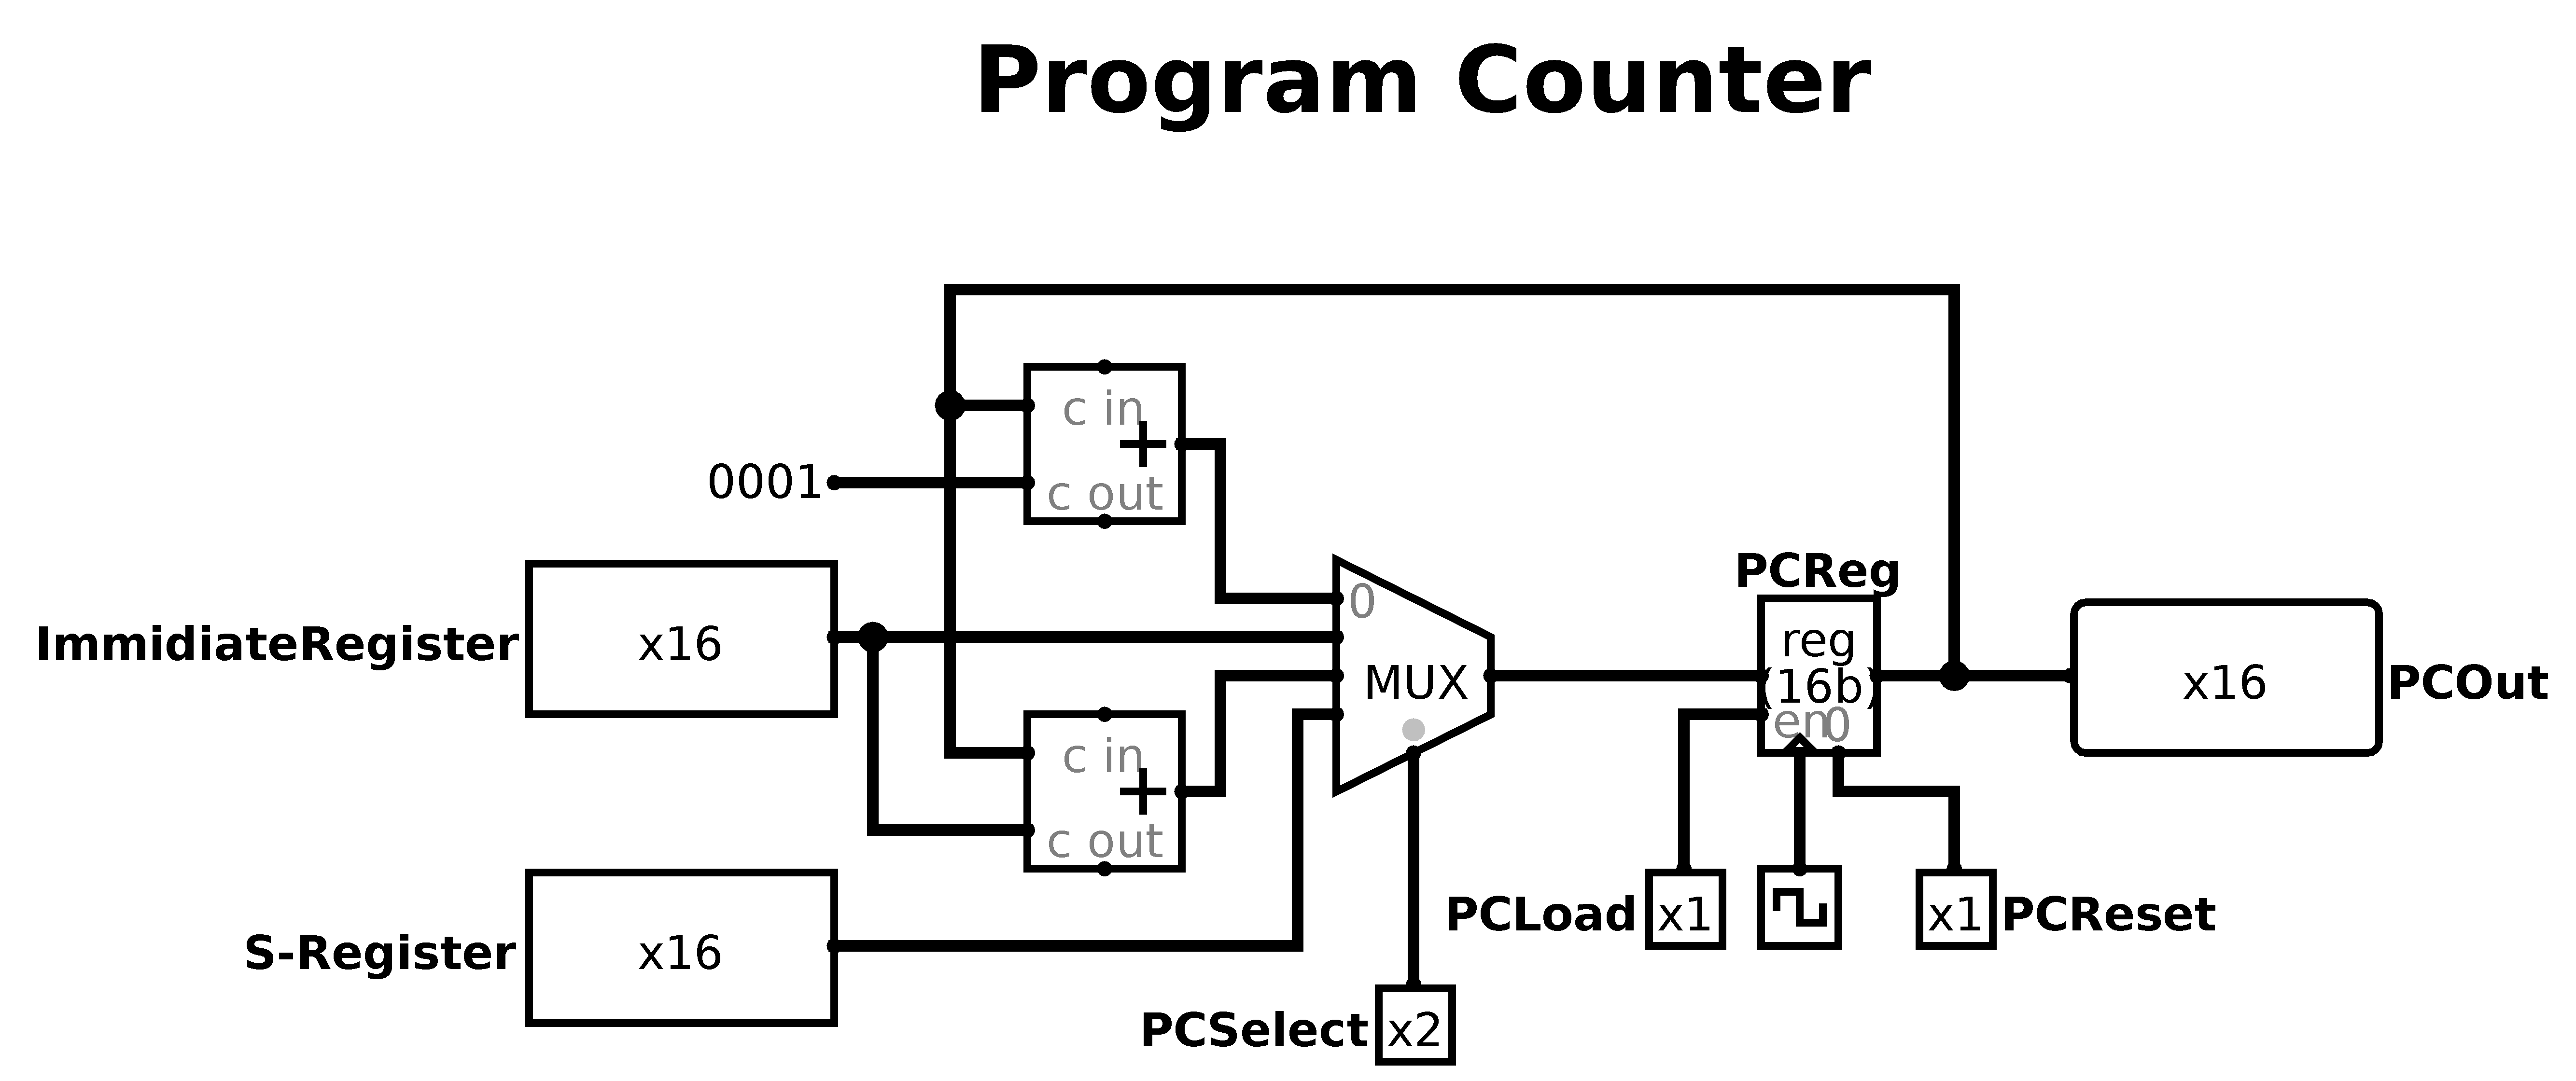 Program Counter
c in
+
c out
0001
PCReg
ImmidiateRegister
x16
0
MUX
reg
(16b)
en
0
x16
PCOut
c in
+
c out
S-Register
x16
PCLoad
x1
x1
PCReset
PCSelect
x2